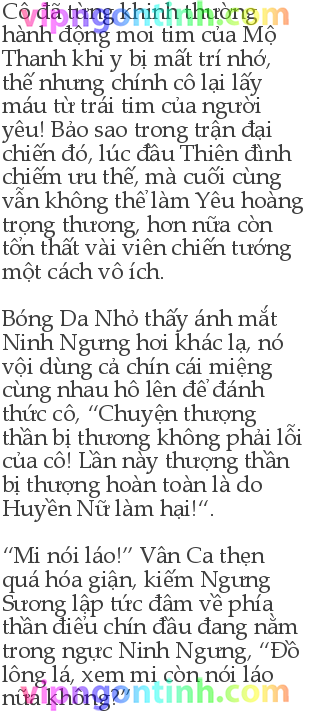 vipngontinh.com
Cô đã từng khinh thường
hành động moi tim của Mộ
Thanh khi y bị mất trí nhớ,
thế nhưng chính cô lại lấy
máu từ trái tim của người
yêu! Bảo sao trong trận đại
chiến đó, lúc đầu Thiên đình
chiếm ưu thế, mà cuối cùng
vẫn không thể làm Yêu hoàng
trọng thương, hơn nữa còn
tổn thất vài viên chiến tướng
một cách vô ích.
Bóng Da Nhỏ thấy ánh mắt
Ninh Ngưng hơi khác lạ, nó
vội dùng cả chín cái miệng
cùng nhau hô lên để đánh
thức cô, “Chuyện thượng
thần bị thương không phải lỗi
của cô! Lần này thượng thần
bị thượng hoàn toàn là do
Huyền Nữ làm hại!“.
“Mi nói láo!” Vân Ca thẹn
quá hóa giận, kiếm Ngưng
Sương lập tức đâm về phía
thần điểu chín đầu đang nằm
trong ngực Ninh Ngưng, “Đồ
lông lá, xem mi còn nói láo
nữa không?”
vipngontinh.com